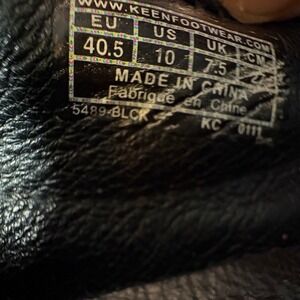 WWW.KEENFOOTWEAR.COM
EU US UK CM
40.5 10 7.5 27
MADE IN CHINA
Fabriqué en Chine
5489-BLCK KC 0111